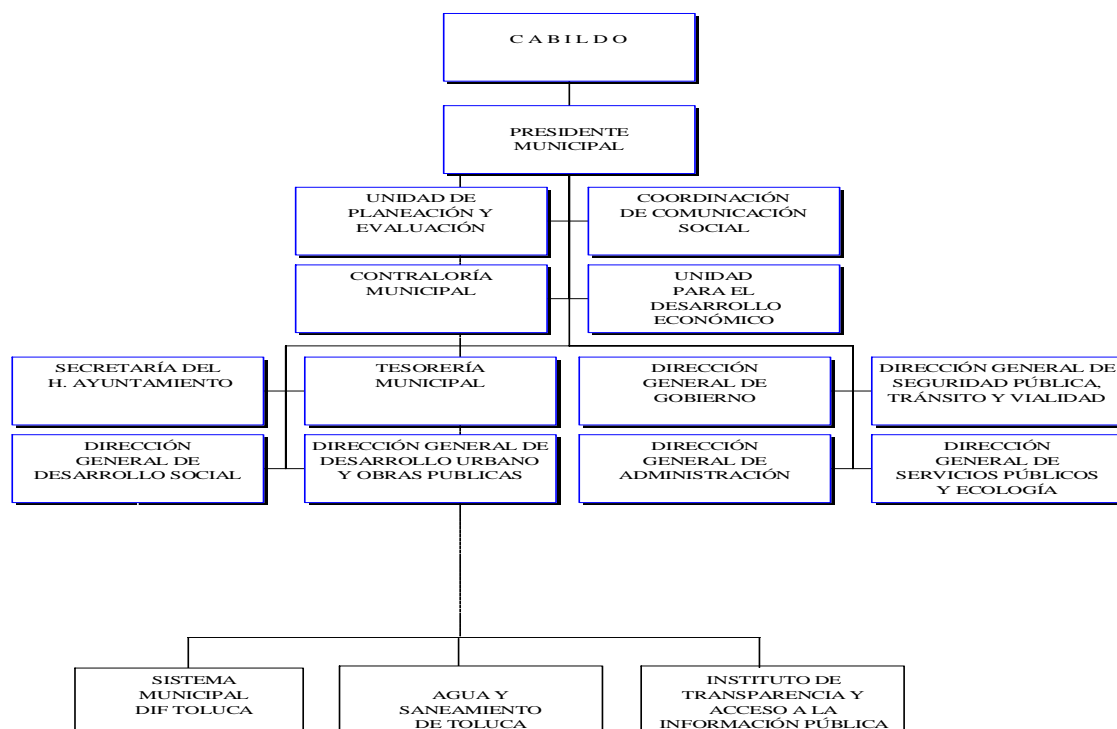 C A B I L D O
PRESIDENTE
MUNICIPAL
UNIDAD DE
PLANEACIÓN Y
EVALUACIÓN
COORDINACIÓN
DE COMUNICACIÓN
SOCIAL
CONTRALORÍA
MUNICIPAL
UNIDAD
PARA EL
DESARROLLO
ECONÓMICO
SECRETARÍA DEL
H. AYUNTAMIENTO
TESORERÍA
MUNICIPAL
DIRECCIÓN
GENERAL DE
GOBIERNO
DIRECCIÓN GENERAL DE
SEGURIDAD PÚBLICA,
TRÁNSITO Y VIALIDAD
DIRECCIÓN
GENERAL DE
DESARROLLO SOCIAL
DIRECCIÓN GENERAL DE
DESARROLLO URBANO
Y OBRAS PUBLICAS
DIRECCIÓN
GENERAL DE
ADMINISTRACIÓN
DIRECCIÓN
GENERAL DE
SERVICIOS PÚBLICOS
Y ECOLOGÍA
SISTEMA
MUNICIPAL
DIF TOLUCA
AGUA Y
SANEAMIENTO
DE TOLUCA
INSTITUTO DE
TRANSPARENCIA Y
ACCESO A LA
INFORMACIÓN PÚBLICA